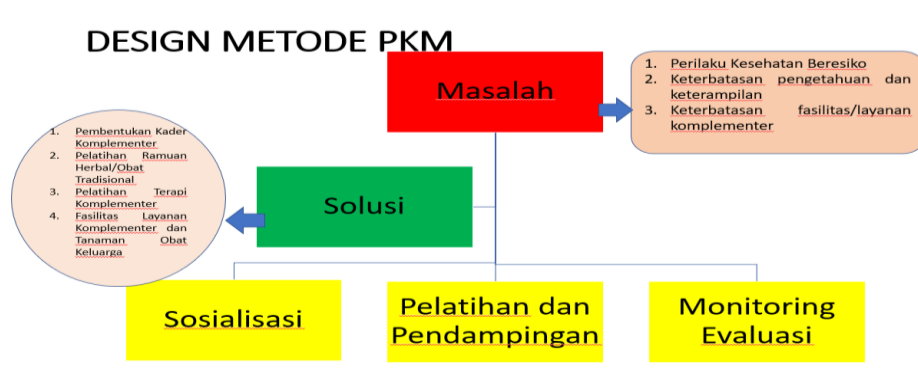 DESIGN METODE PKM
Masalah
1. Perilaku Kesehatan Beresiko
2. Keterbatasan pengetahuan dan
keterampilan
3. Keterbatasan fasilitas/layanan
komplementer
1. Pembentukan Kader
Komplementer
2. Pelatihan Ramuan
Herbal/Obat
Tradisional
3. Pelatihan Terapi
Komplementer
4. Fasilitas Layanan
Komplementer dan
Tanaman Obat
Keluarga
Solusi
Sosialisasi
Pelatihan dan
Pendampingan
Monitoring
Evaluasi